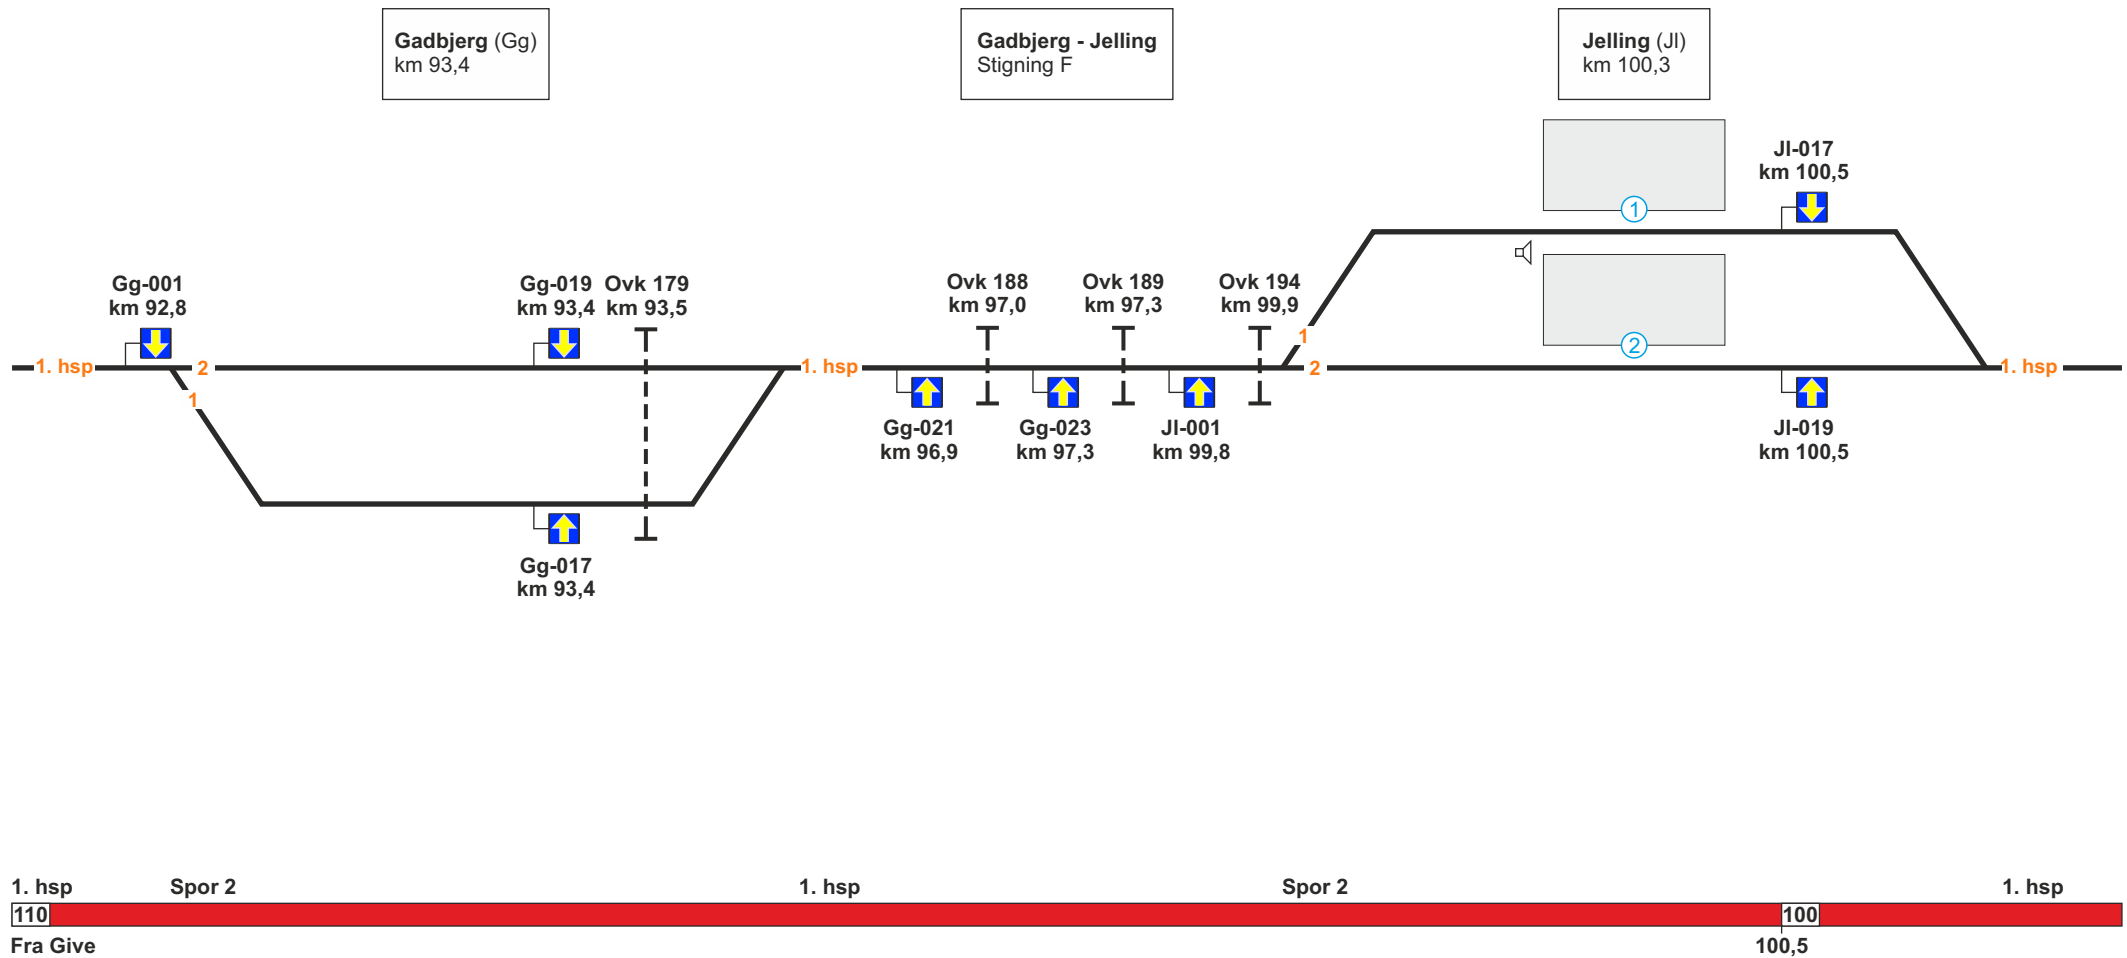 Gadbjerg (Gg)
km 93,4
Gadbjerg - Jelling
Stigning F
Jelling (Jl)
km 100,3
1
Jl-017
km 100,5
2
Gg-001
km 92,8
Gg-019
km 93,4
Ovk 179
km 93,5
Ovk 188
km 97,0
Ovk 189
km 97,3
Ovk 194
km 99,9
1. hsp
2
1
1. hsp
1
2
1. hsp
Gg-021
km 96,9
Gg-023
km 97,3
Jl-001
km 99,8
Jl-019
km 100,5
Gg-017
km 93,4
1. hsp
Spor 2
1. hsp
Spor 2
1. hsp
110
100
Fra Give
100,5